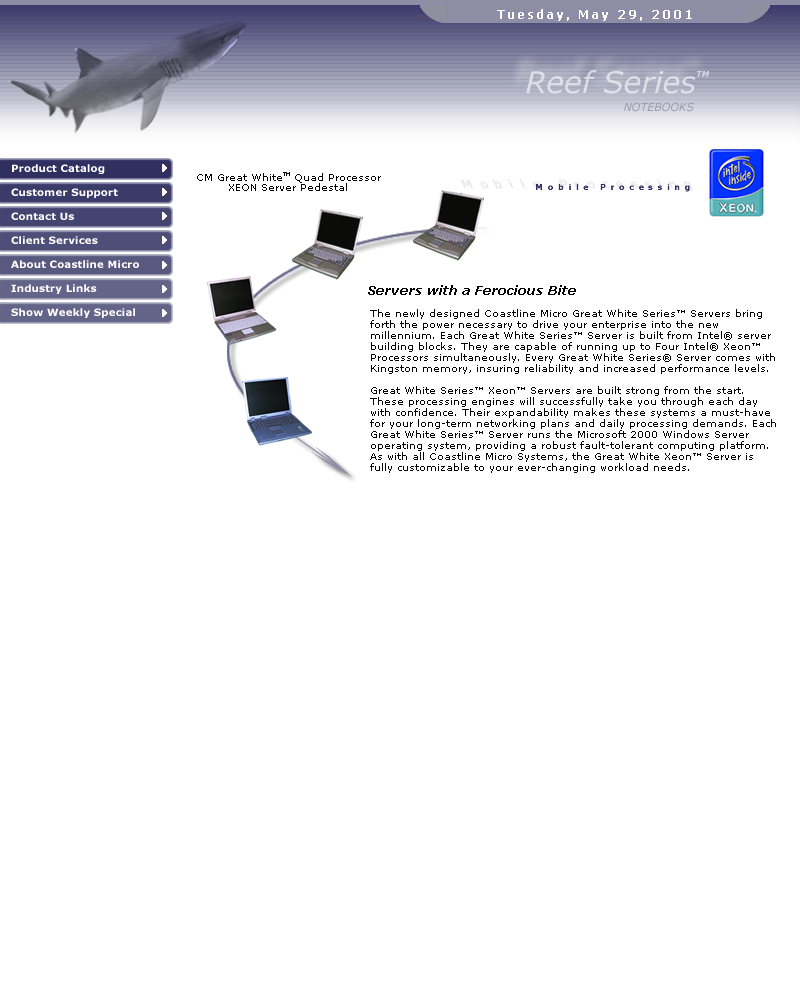 Tuesday, May 29, 2001
Reef Series™
NOTEBOOKS
Product Catalog
Customer Support
Contact Us
Client Services
About Coastline Micro
Industry Links
Show Weekly Special
CM Great White™ Quad Processor
XEON Server Pedestal
Mobile Processing
Mobile Processing
intel
inside
XEON™
Servers with a Ferocious Bite
The newly designed Coastline Micro Great White Series™ Servers bring
forth the power necessary to drive your enterprise into the new
millennium. Each Great White Series™ Server is built from Intel® server
building blocks. They are capable of running up to Four Intel® Xeon™
Processors simultaneously. Every Great White Series® Server comes with
Kingston memory, insuring reliability and increased performance levels.
Great White Series™ Xeon™ Servers are built strong from the start.
These processing engines will successfully take you through each day
with confidence. Their expandability makes these systems a must-have
for your long-term networking plans and daily processing demands. Each
Great White Series™ Server runs the Microsoft 2000 Windows Server
operating system, providing a robust fault-tolerant computing platform.
As with all Coastline Micro Systems, the Great White Xeon™ Server is
fully customizable to your ever-changing workload needs.